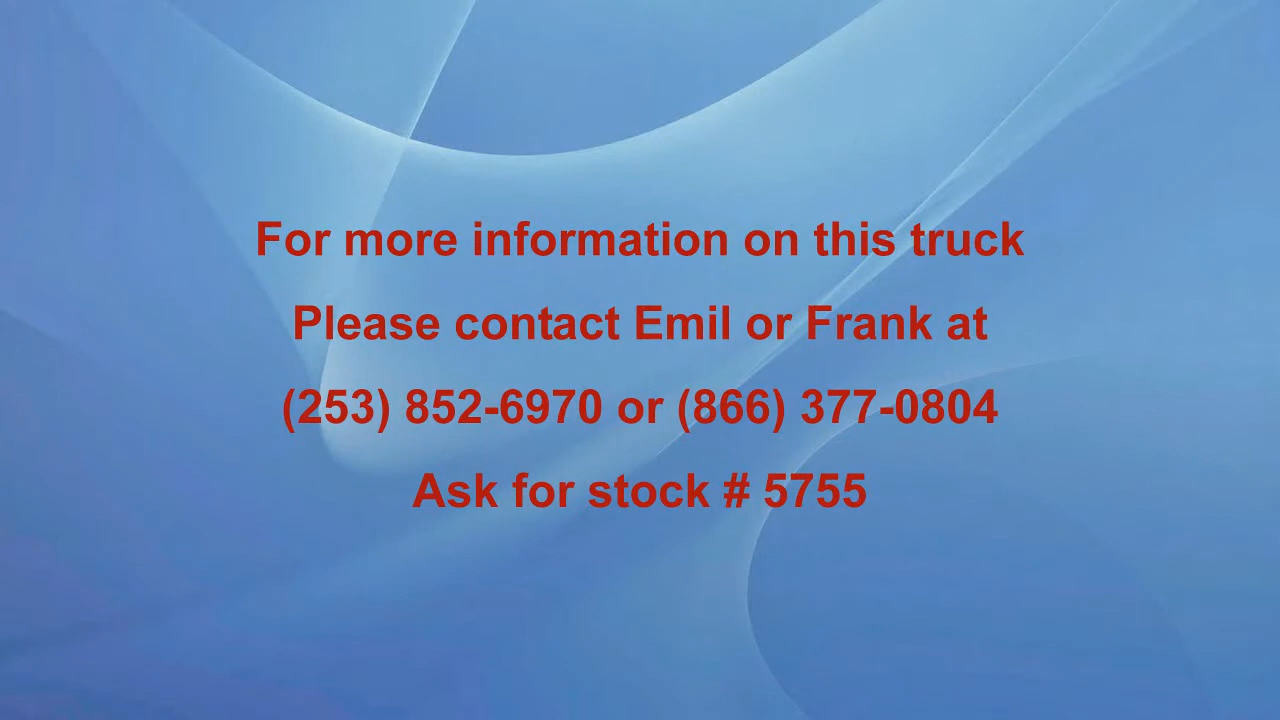 For more information on this truck
Please contact Emil or Frank at
(253) 852-6970 or (866) 377-0804
Ask for stock # 5755